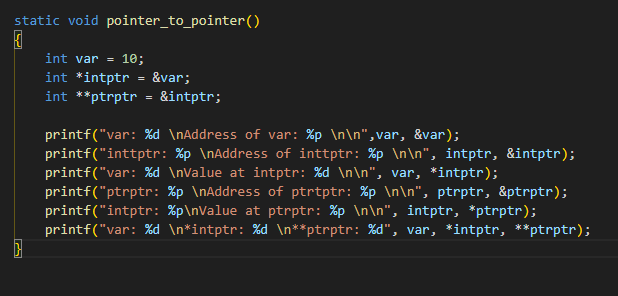 static void pointer_to_pointer()
{
    int var = 10;
    int *intptr = &var;
    int **ptrptr = &intptr;

    printf("var: %d \nAddress of var: %p \n\n",var, &var);
    printf("inttptr: %p \nAddress of inttptr: %p \n\n", intptr, &intptr);
    printf("var: %d \nValue at intptr: %d \n\n", var, *intptr);
    printf("ptrptr: %p \nAddress of ptrtptr: %p \n\n", ptrptr, &ptrptr);
    printf("intptr: %p\nValue at ptrptr: %p \n\n", intptr, *ptrptr);
    printf("var: %d \n*intptr: %d \n**ptrptr: %d", var, *intptr, **ptrptr);
}